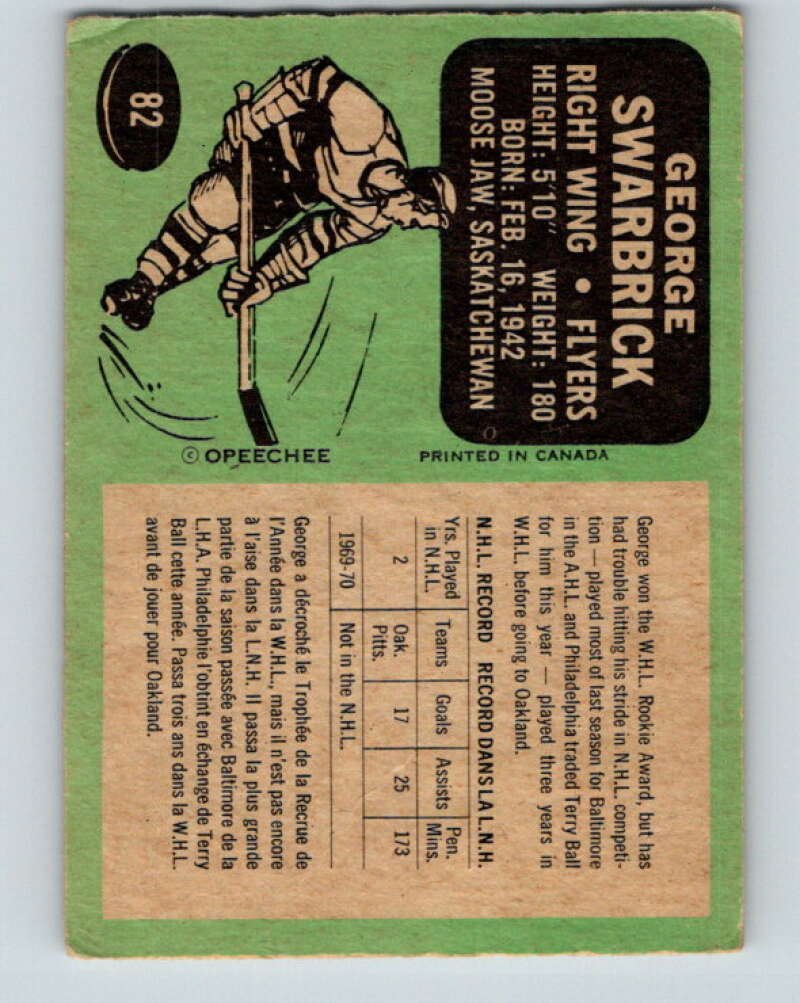 GEORGE
SWARBRICK
RIGHT WING • FLYERS
HEIGHT: 5'10" WEIGHT: 180
BORN: FEB. 16, 1942
MOOSE JAW, SASKATCHEWAN
82
© OPEECHEE
PRINTED IN CANADA
George won the W.H.L. Rookie Award, but has
had trouble hitting his stride in N.H.L. competi-
tion — played most of last season for Baltimore
in the A.H.L. and Philadelphia traded Terry Ball
for him this year — played three years in
W.H.L. before going to Oakland.
N.H.L. RECORD RECORD DANS LA L.N.H.
Yrs. Played in N.H.L. Teams Goals Assists Pen. Mins.
2 Oak. Pitts. 17 25 173
1969-70 Not in the N.H.L.
George a décroché le Trophée de la Recrue de
l'Année dans la W.H.L., mais il n'est pas encore
à l'aise dans la L.N.H. Il passa la plus grande
partie de la saison passée avec Baltimore de la
L.H.A. Philadelphie l'obtint en échange de Terry
Ball cette année. Passa trois ans dans la W.H.L.
avant de jouer pour Oakland.